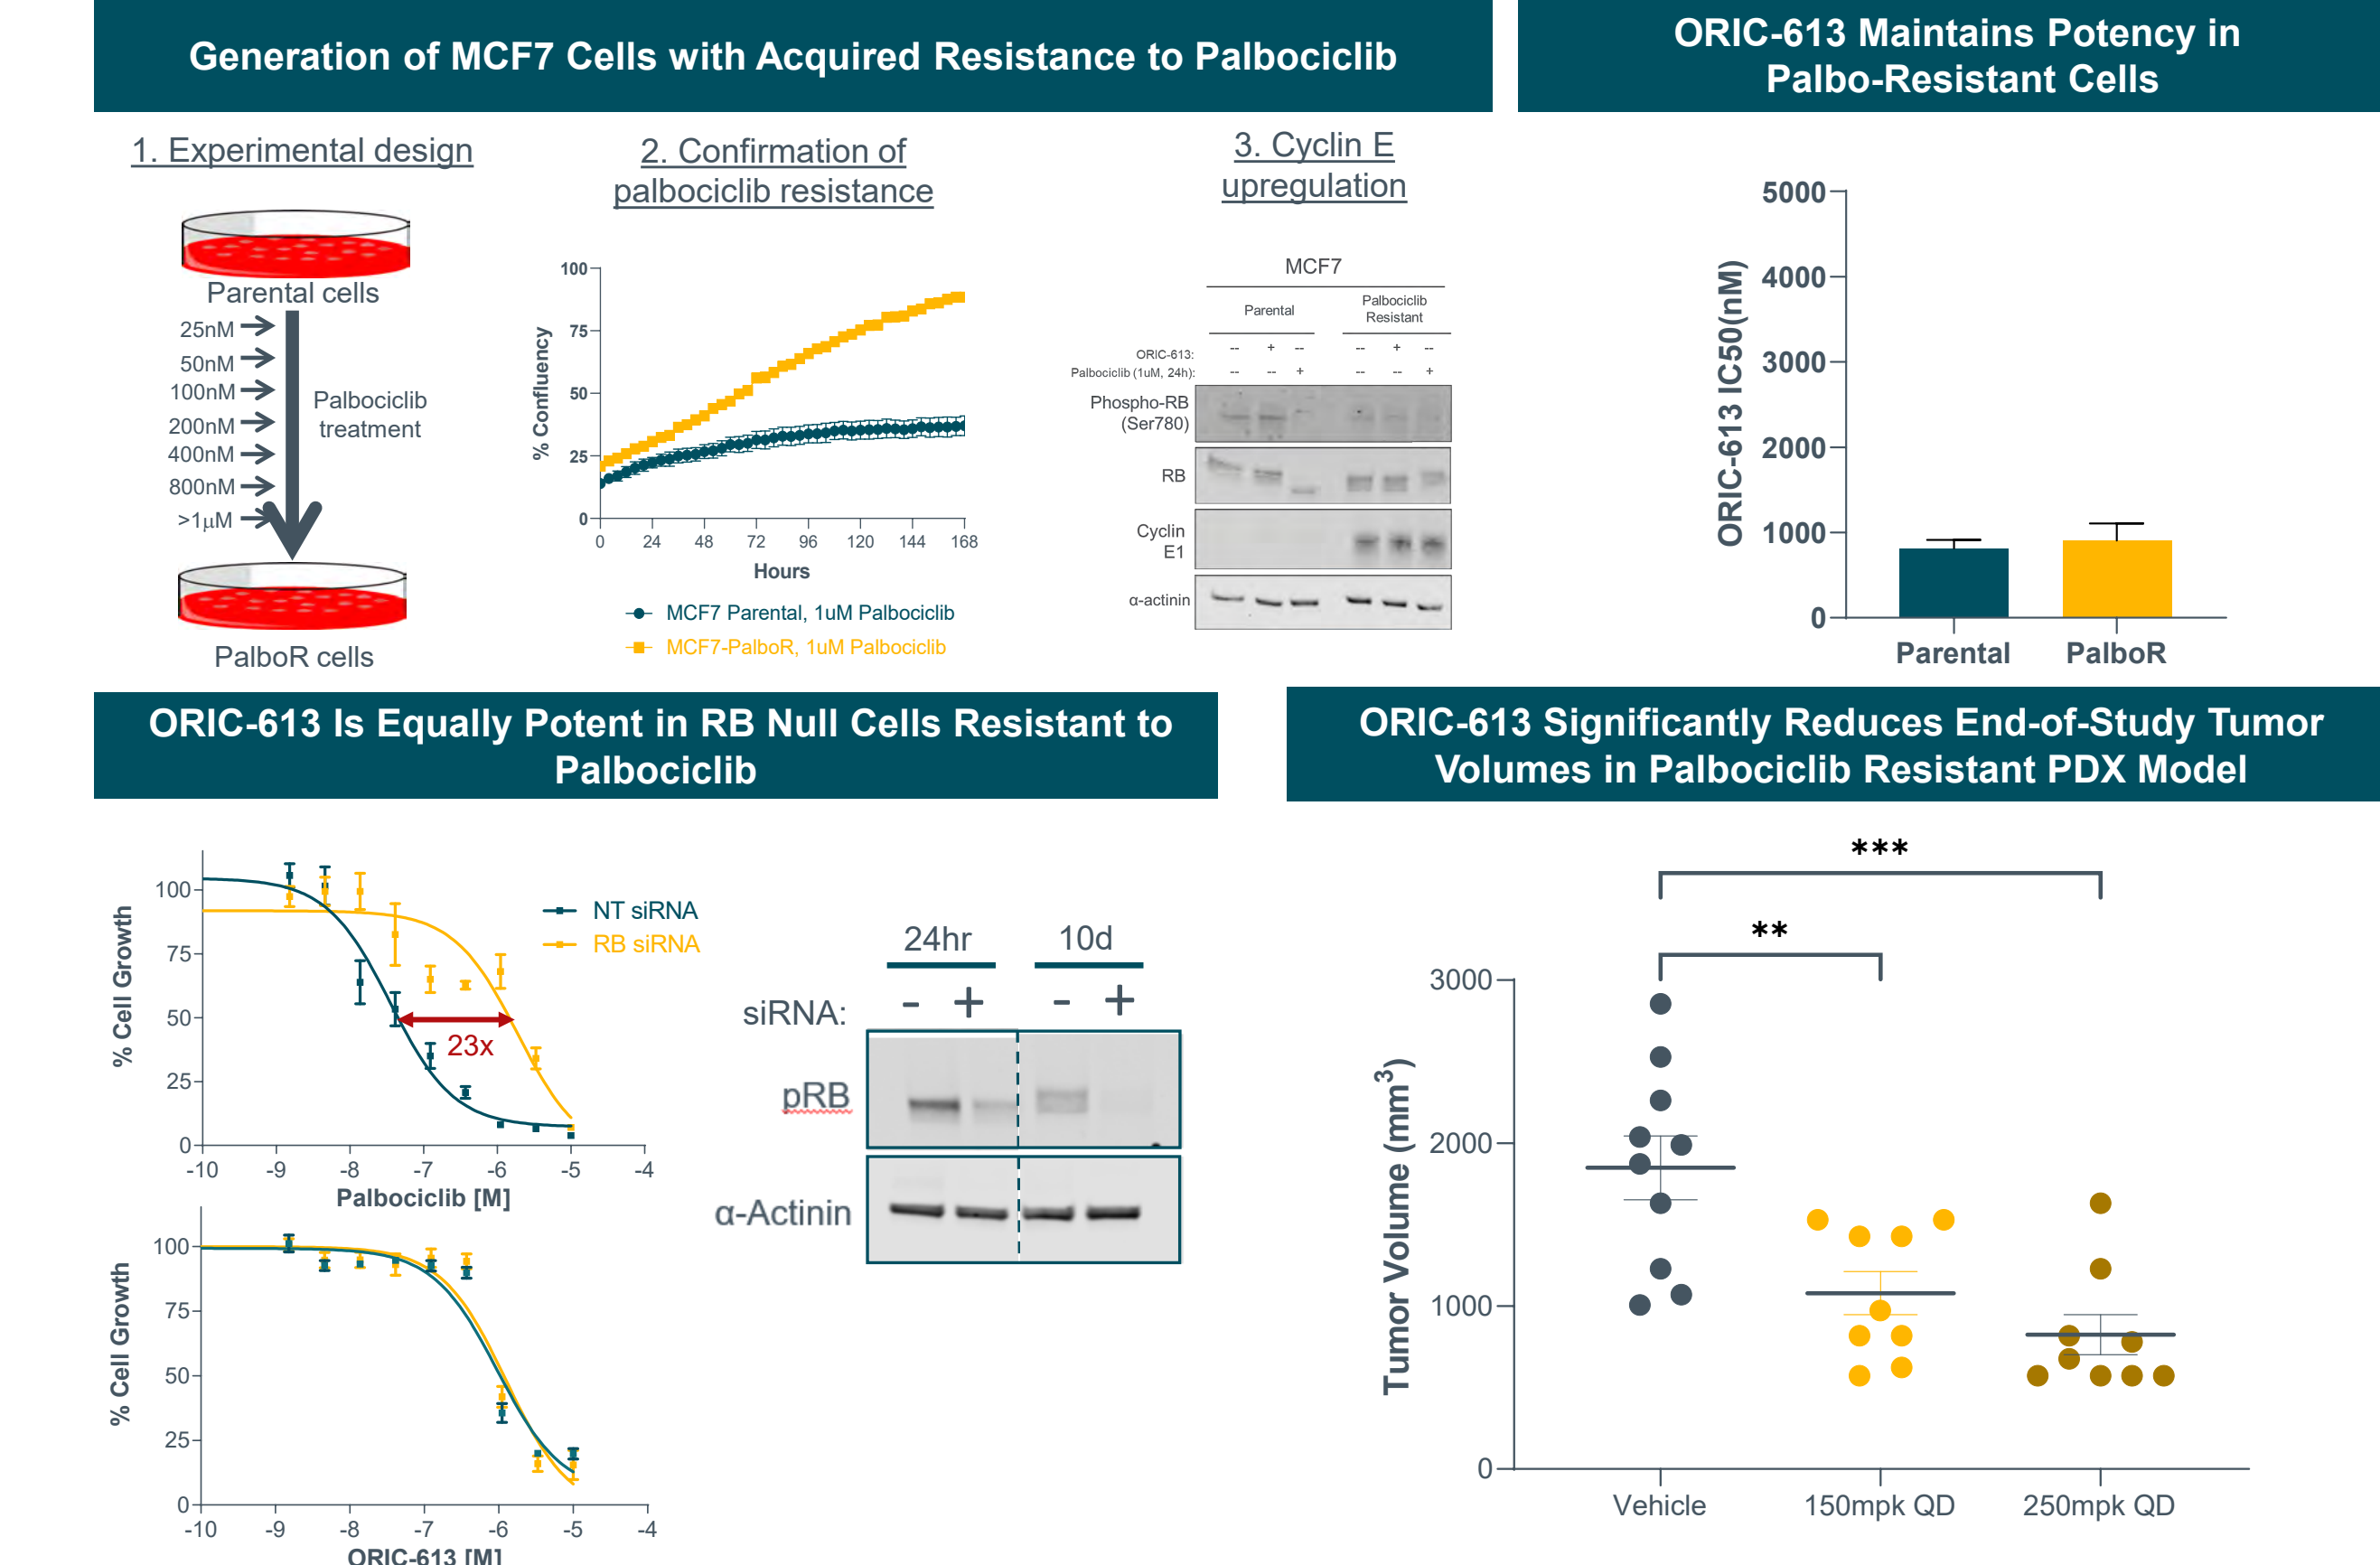 Generation of MCF7 Cells with Acquired Resistance to Palbociclib
1. Experimental design
Parental cells
25nM
50nM
100nM
200nM
400nM
800nM
>1µM
Palbociclib
treatment
PalboR cells
2. Confirmation of
palbociclib resistance
% Confluency
100
75
50
25
0
0 24 48 72 96 120 144 168
Hours
MCF7 Parental, 1uM Palbociclib
MCF7-PalboR, 1uM Palbociclib
3. Cyclin E
upregulation
MCF7
Parental
Palbociclib
Resistant
ORIC-613: -- + -- -- + --
Palbociclib (1uM, 24h): -- -- + -- -- +
Phospho-RB
(Ser780)
RB
Cyclin
E1
α-actinin
ORIC-613 Maintains Potency in
Palbo-Resistant Cells
ORIC-613 IC50(nM)
5000
4000
3000
2000
1000
0
Parental PalboR
ORIC-613 Is Equally Potent in RB Null Cells Resistant to
Palbociclib
% Cell Growth
100
75
50
25
0
-10 -9 -8 -7 -6 -5 -4
Palbociclib [M]
23x
NT siRNA
RB siRNA
% Cell Growth
100
75
50
25
0
-10 -9 -8 -7 -6 -5 -4
ORIC-613 [M]
24hr 10d
siRNA: - + - +
pRB
α-Actinin
ORIC-613 Significantly Reduces End-of-Study Tumor
Volumes in Palbociclib Resistant PDX Model
***
**
Tumor Volume (mm³)
3000
2000
1000
0
Vehicle 150mpk QD 250mpk QD